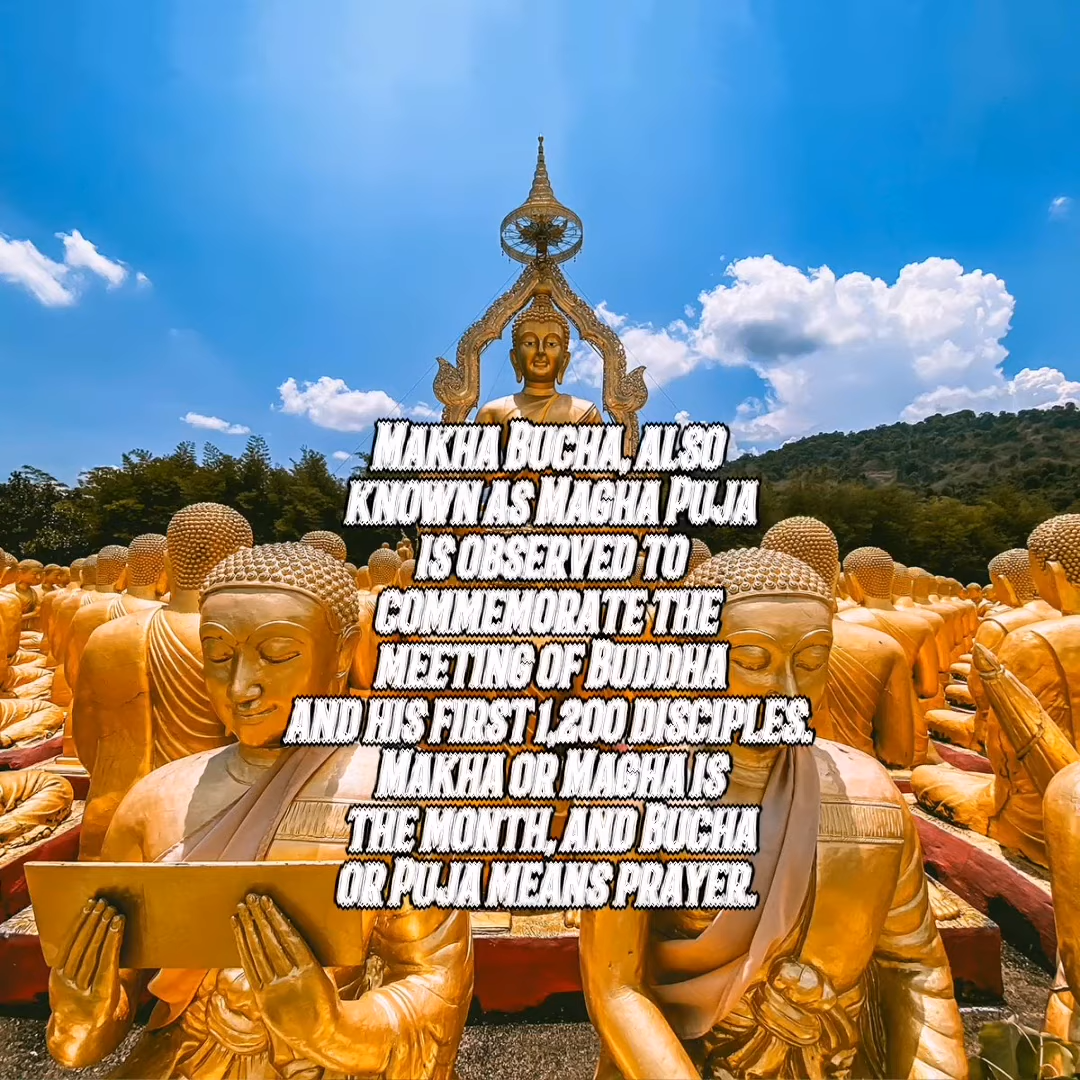 Makha Bucha, also
known as Magha Puja
is observed to
commemorate the
meeting of Buddha
and his first 1,200 disciples.
Makha or Magha is
the month, and Bucha
or Puja means prayer.